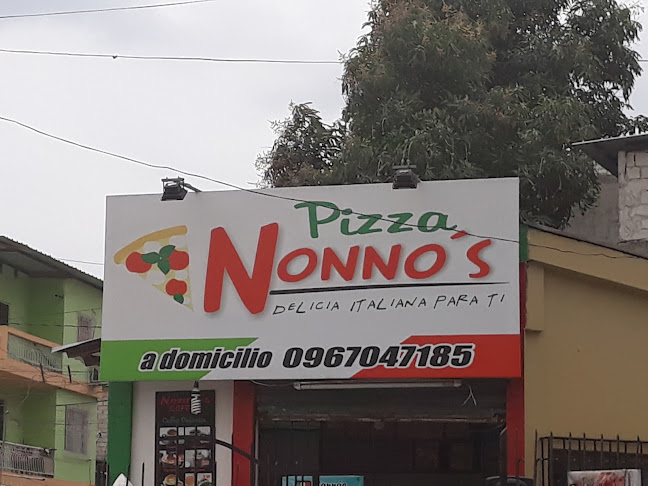 Pizza
NONNO'S
DELICIA ITALIANA PARA TI
a domicilio 0967047185